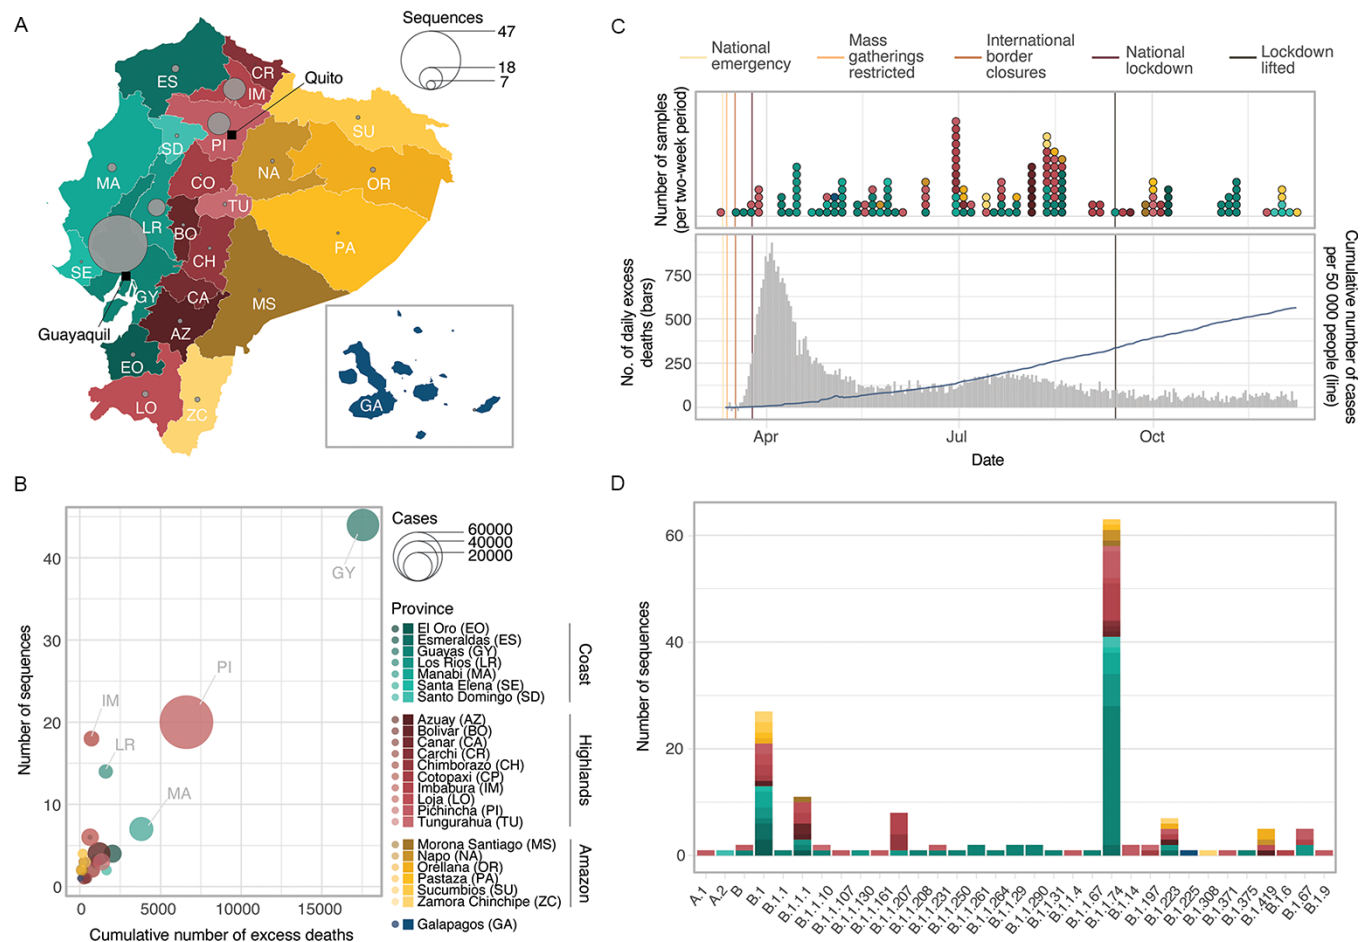 A
Sequences
47
18
7
Quito
ES
CR
IM
PI
SD
SU
MA
NA
OR
CO
TU
LR
BO
PA
SE
CH
GY
CA
MS
Guayaquil
AZ
EO
LO
ZC
GA
B
Number of sequences
40
30
20
10
0
GY
PI
IM
LR
MA
0
5000
10000
15000
Cumulative number of excess deaths
Cases
60000
40000
20000
Province
El Oro (EO)
Esmeraldas (ES)
Guayas (GY)
Los Rios (LR)
Manabi (MA)
Santa Elena (SE)
Santo Domingo (SD)
Coast
Azuay (AZ)
Bolivar (BO)
Canar (CA)
Carchi (CR)
Chimborazo (CH)
Cotopaxi (CP)
Imbabura (IM)
Loja (LO)
Pichincha (PI)
Tungurahua (TU)
Highlands
Morona Santiago (MS)
Napo (NA)
Orellana (OR)
Pastaza (PA)
Sucumbios (SU)
Zamora Chinchipe (ZC)
Amazon
Galapagos (GA)
C
National
emergency
Mass
gatherings
restricted
International
border
closures
National
lockdown
Lockdown
lifted
Number of samples
(per two-week period)
No. of daily excess
deaths (bars)
750
500
250
0
Cumulative number of cases
per 50 000 people (line)
Apr
Jul
Oct
Date
D
Number of sequences
60
40
20
0
A.1
A.2
B
B.1
B.1.1
B.1.1.1
B.1.1.10
B.1.1.107
B.1.1.130
B.1.1.161
B.1.1.207
B.1.1.208
B.1.1.231
B.1.1.250
B.1.1.261
B.1.1.264
B.1.1.29
B.1.1.290
B.1.1.31
B.1.1.4
B.1.1.67
B.1.1.74
B.1.14
B.1.197
B.1.223
B.1.225
B.1.308
B.1.371
B.1.375
B.1.419
B.1.6
B.1.67
B.1.9